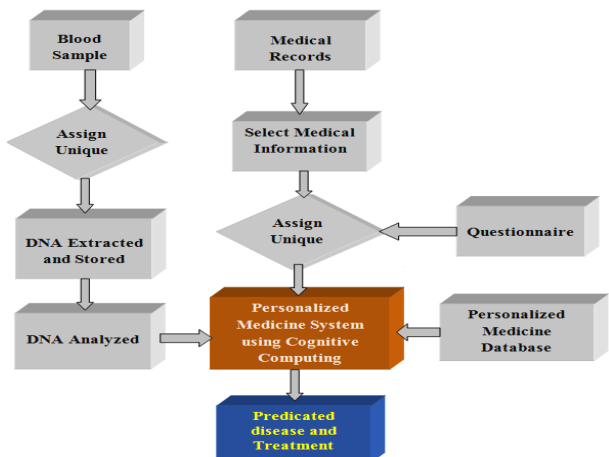 Blood
Sample
Medical
Records
Assign
Unique
Select Medical
Information
DNA Extracted
and Stored
Assign
Unique
Questionnaire
DNA Analyzed
Personalized
Medicine System
using Cognitive
Computing
Personalized
Medicine
Database
Predicated
disease and
Treatment